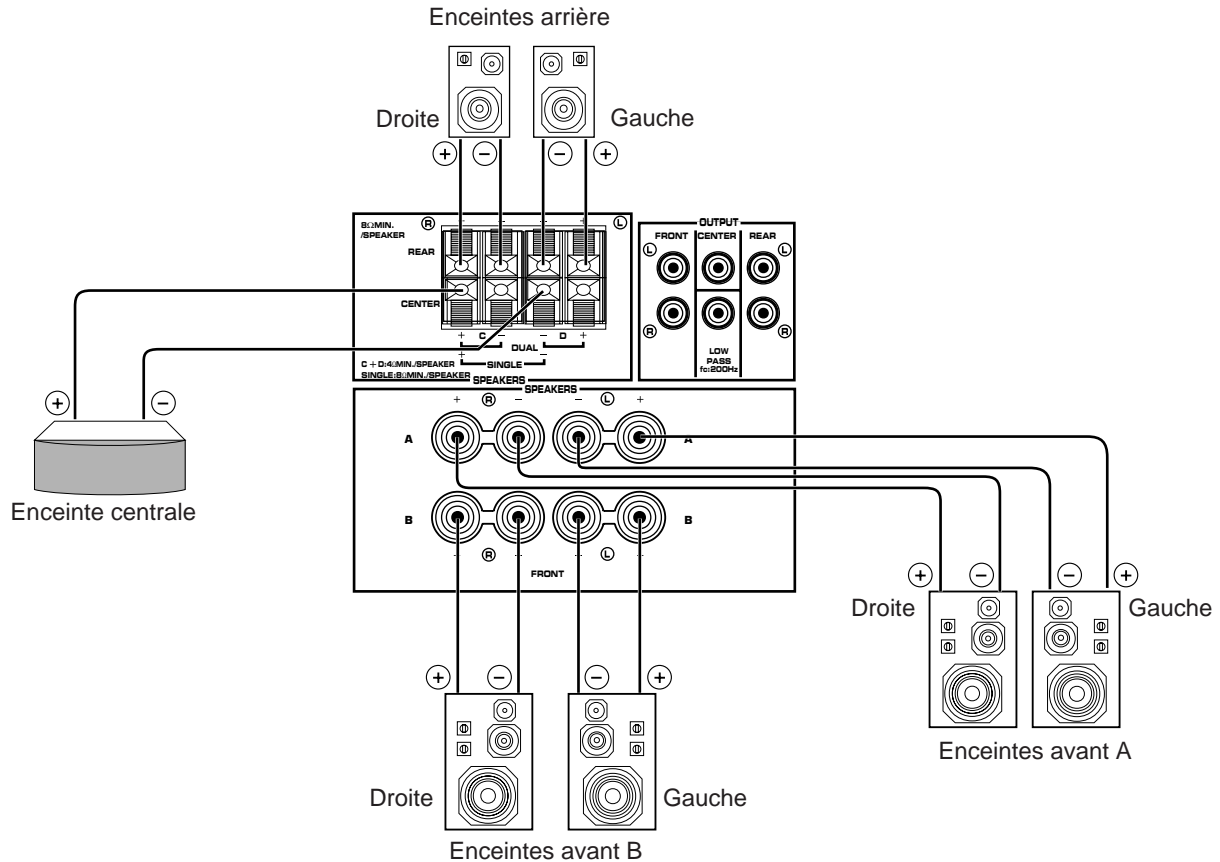 Enceintes arrière
Droite
Gauche
+ − − +
8ΩMIN.
/SPEAKER
R
+ − − +
L
REAR
CENTER
+ C − − D +
DUAL
+ −
SINGLE
C + D:4ΩMIN./SPEAKER
SINGLE:8ΩMIN./SPEAKER
SPEAKERS
OUTPUT
FRONT
CENTER
REAR
L
L
R
R
LOW
PASS
fc:200Hz
+ −
Enceinte centrale
SPEAKERS
+ R − − L +
A
A
B
B
− R − − L +
FRONT
+ − − +
Droite
Gauche
Enceintes avant A
+ − − +
Droite
Gauche
Enceintes avant B